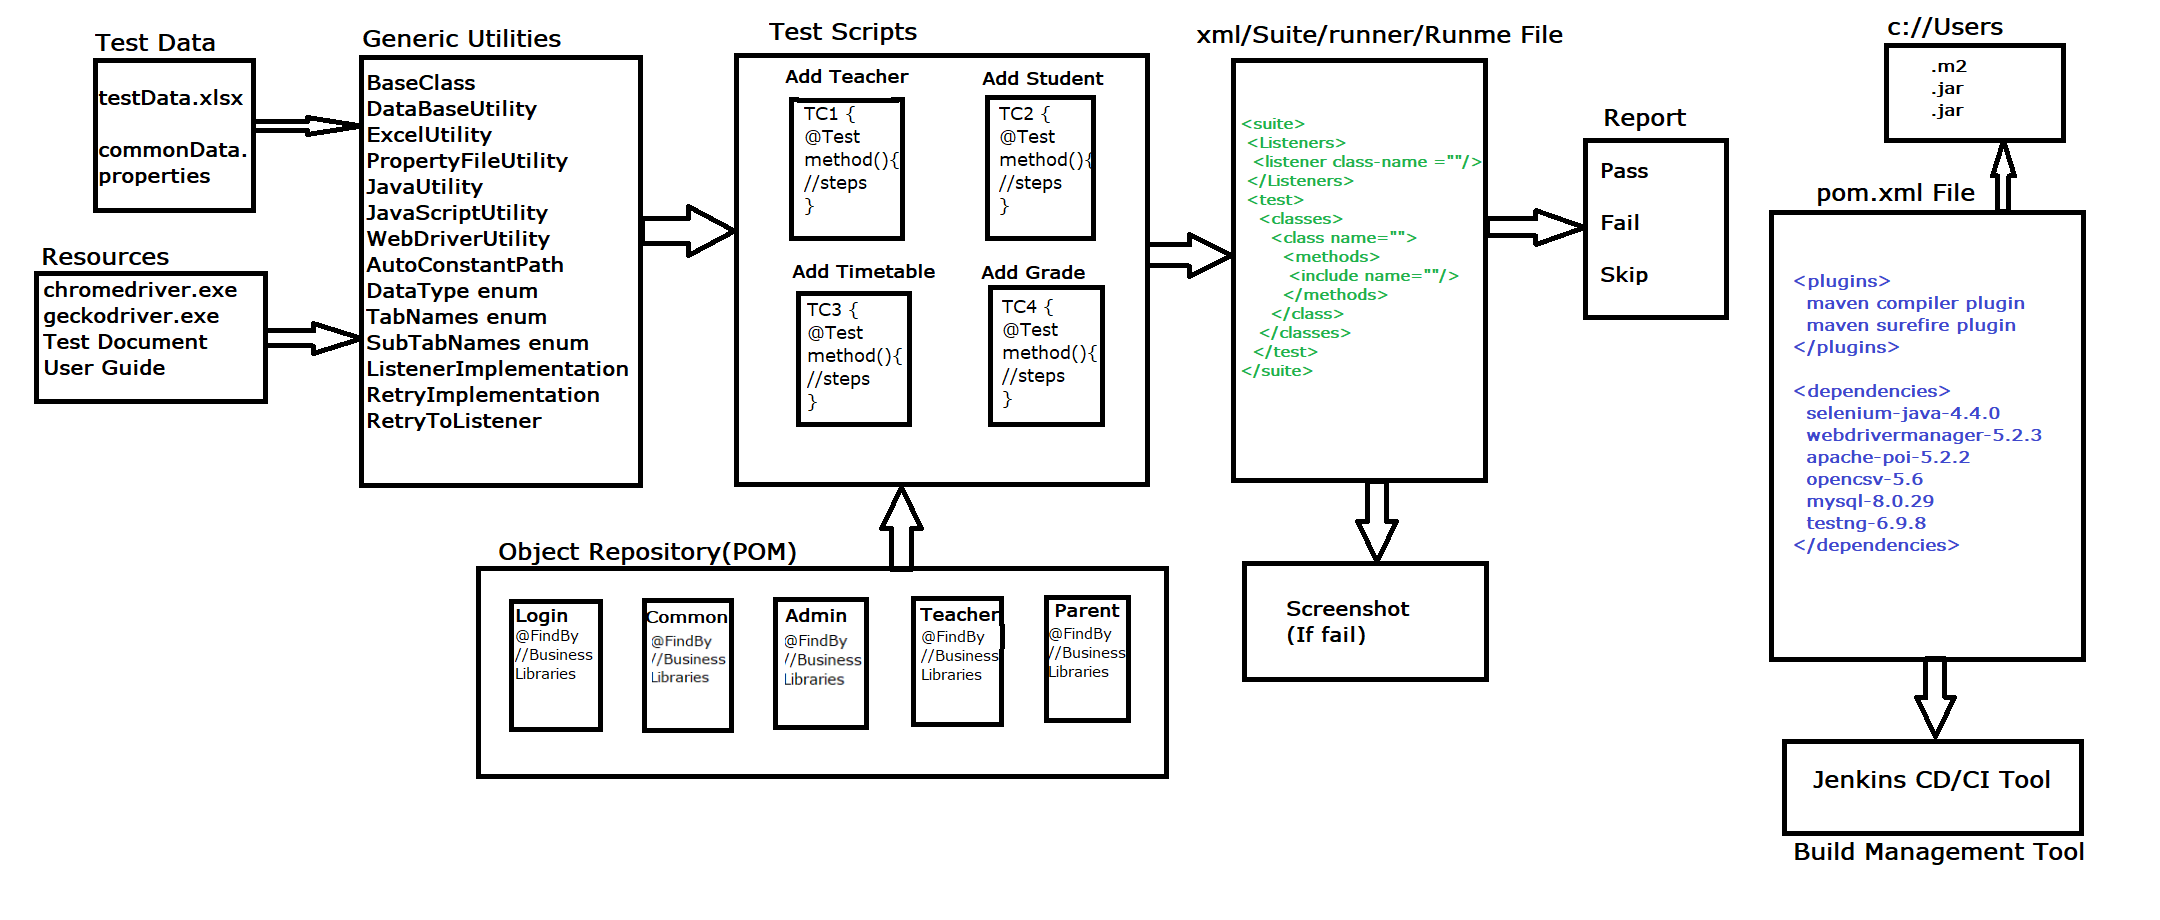 Test Data
testData.xlsx
commonData.
properties
Resources
chromedriver.exe
geckodriver.exe
Test Document
User Guide
Generic Utilities
BaseClass
DataBaseUtility
ExcelUtility
PropertyFileUtility
JavaUtility
JavaScriptUtility
WebDriverUtility
AutoConstantPath
DataType enum
TabNames enum
SubTabNames enum
ListenerImplementation
RetryImplementation
RetryToListener
Test Scripts
Add Teacher
TC1 {
@Test
method(){
//steps
}
Add Student
TC2 {
@Test
method(){
//steps
}
Add Timetable
TC3 {
@Test
method(){
//steps
}
Add Grade
TC4 {
@Test
method(){
//steps
}
Object Repository(POM)
Login
@FindBy
//Business
Libraries
Common
@FindBy
//Business
Libraries
Admin
@FindBy
//Business
Libraries
Teacher
@FindBy
//Business
Libraries
Parent
@FindBy
//Business
Libraries
xml/Suite/runner/Runme File
<suite>
<Listeners>
<listener class-name =""/>
</Listeners>
<test>
<classes>
<class name="">
<methods>
<include name=""/>
</methods>
</class>
</classes>
</test>
</suite>
Screenshot
(If fail)
Report
Pass
Fail
Skip
c://Users
.m2
.jar
.jar
pom.xml File
<plugins>
maven compiler plugin
maven surefire plugin
</plugins>
<dependencies>
selenium-java-4.4.0
webdrivermanager-5.2.3
apache-poi-5.2.2
opencsv-5.6
mysql-8.0.29
testng-6.9.8
</dependencies>
Jenkins CD/CI Tool
Build Management Tool